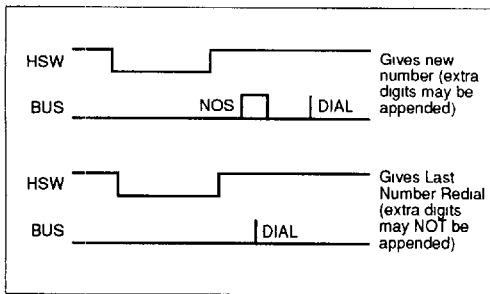 HSW
Gives new
number (extra
digits may be
appended)
BUS
NOS
DIAL
HSW
Gives Last
Number Redial
(extra digits
may NOT be
appended)
BUS
DIAL